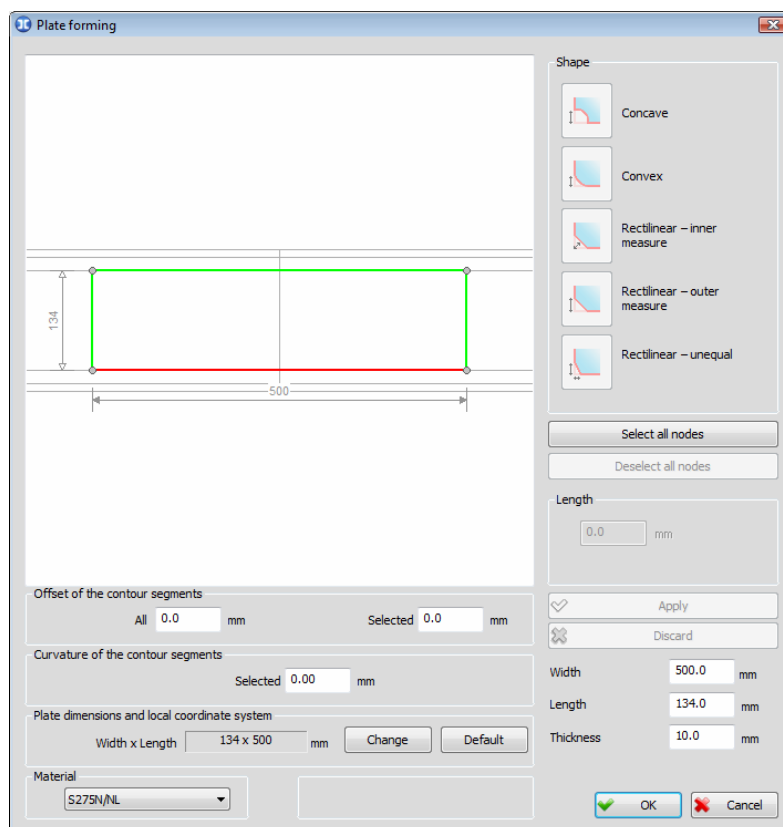 Plate forming
134
500
Shape
Concave
Convex
Rectilinear – inner
measure
Rectilinear – outer
measure
Rectilinear – unequal
Select all nodes
Deselect all nodes
Length
0.0 mm
Offset of the contour segments
All 0.0 mm Selected 0.0 mm
Apply
Discard
Curvature of the contour segments
Selected 0.00 mm
Width 500.0 mm
Length 134.0 mm
Thickness 10.0 mm
Plate dimensions and local coordinate system
Width x Length 134 x 500 mm Change Default
Material
S275N/NL
OK Cancel